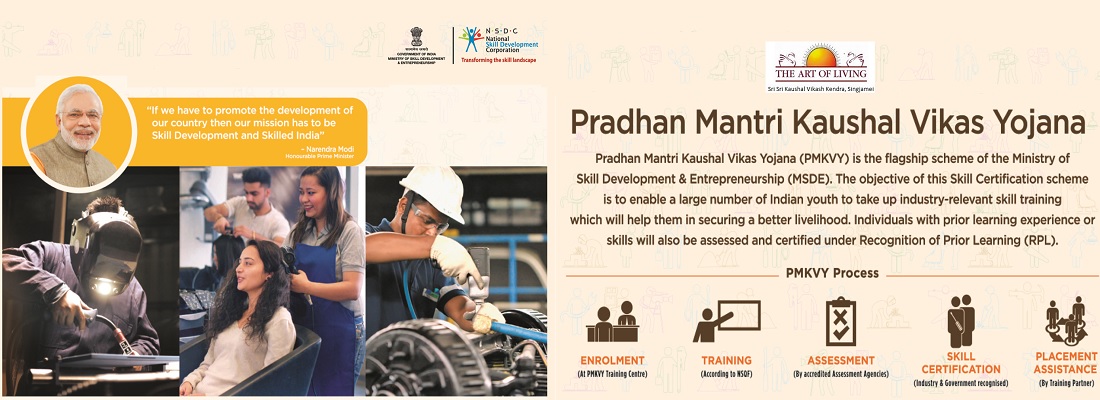 सत्यमेव जयते
GOVERNMENT OF INDIA
MINISTRY OF SKILL DEVELOPMENT
& ENTREPRENEURSHIP
N·S·D·C
National
Skill Development
Corporation
Transforming the skill landscape
"If we have to promote the development of
our country then our mission has to be
Skill Development and Skilled India"
- Narendra Modi
Honourable Prime Minister
THE ART OF LIVING
Sri Sri Kaushal Vikash Kendra, Singjamei
Pradhan Mantri Kaushal Vikas Yojana
Pradhan Mantri Kaushal Vikas Yojana (PMKVY) is the flagship scheme of the Ministry of
Skill Development & Entrepreneurship (MSDE). The objective of this Skill Certification scheme
is to enable a large number of Indian youth to take up industry-relevant skill training
which will help them in securing a better livelihood. Individuals with prior learning experience or
skills will also be assessed and certified under Recognition of Prior Learning (RPL).
PMKVY Process
ENROLMENT
(At PMKVY Training Centre)
TRAINING
(According to NSQF)
ASSESSMENT
(By accredited Assessment Agencies)
SKILL
CERTIFICATION
(Industry & Government recognised)
PLACEMENT
ASSISTANCE
(By Training Partner)